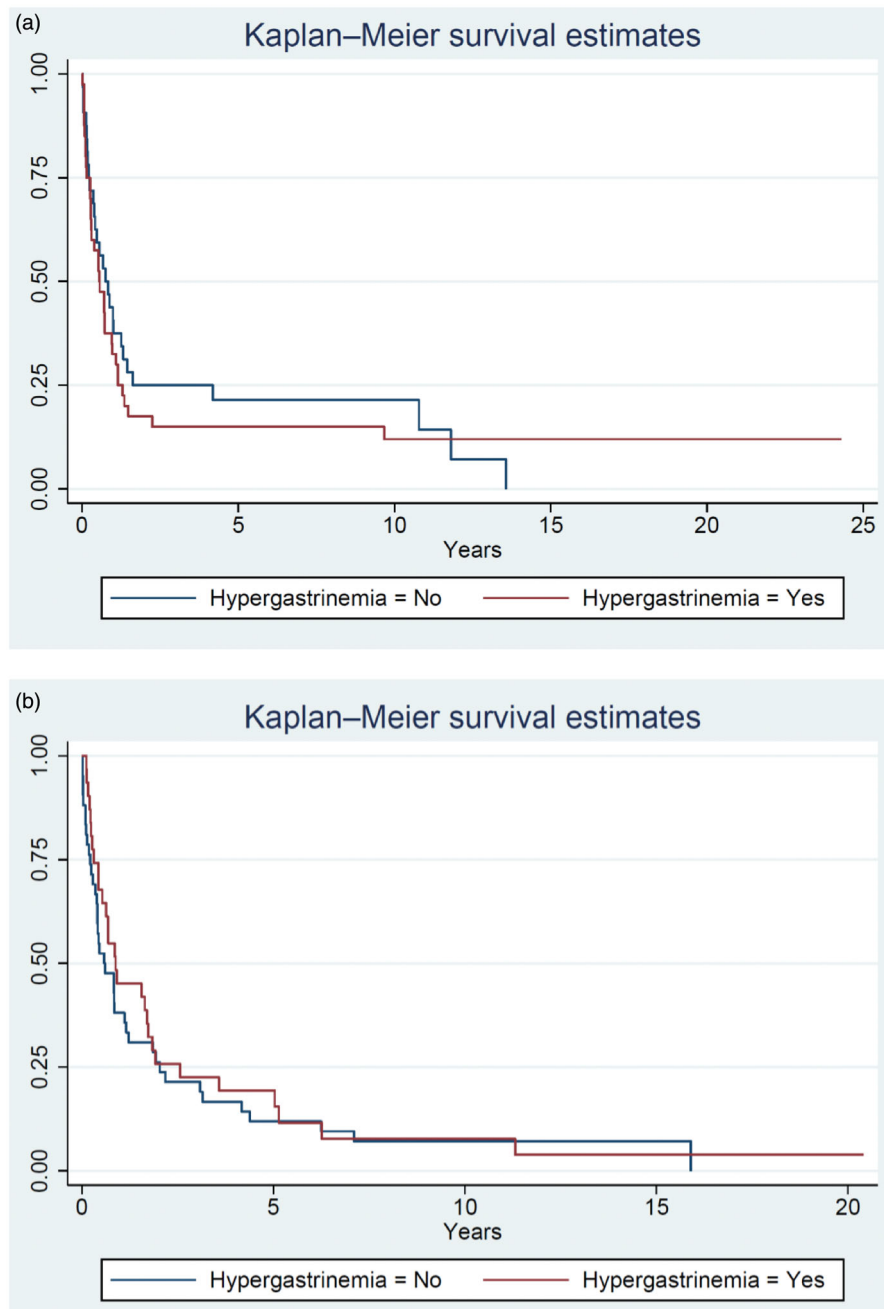 (a)
Kaplan–Meier survival estimates
1.00
0.75
0.50
0.25
0.00
0 5 10 15 20 25
Years
Hypergastrinemia = No Hypergastrinemia = Yes
(b)
Kaplan–Meier survival estimates
1.00
0.75
0.50
0.25
0.00
0 5 10 15 20
Years
Hypergastrinemia = No Hypergastrinemia = Yes